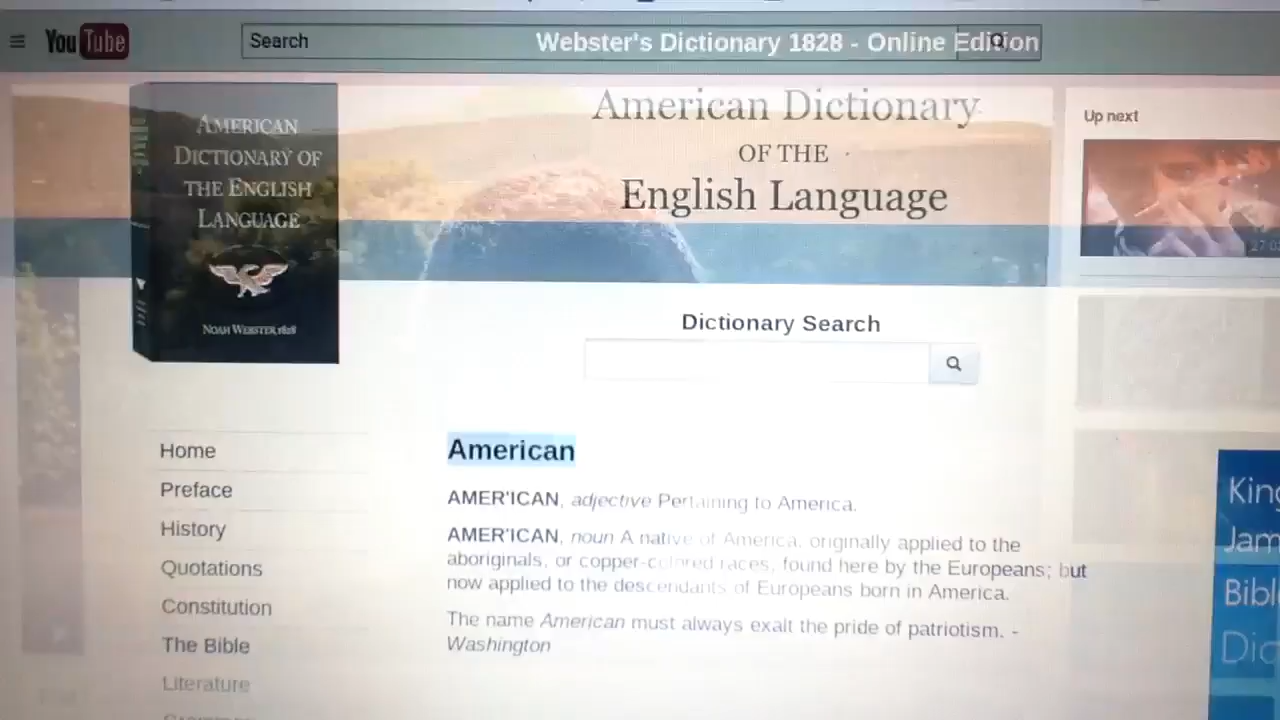 YouTube
Search
Webster's Dictionary 1828 - Online Edition
AMERICAN
DICTIONARY OF
THE ENGLISH
LANGUAGE
NOAH WEBSTER 1828
American Dictionary
OF THE
English Language
Up next
Dictionary Search
Home
Preface
History
Quotations
Constitution
The Bible
Literature
American
AMER'ICAN, adjective Pertaining to America.
AMER'ICAN, noun A native of America, originally applied to the
aboriginals, or copper-colored races, found here by the Europeans; but
now applied to the descendants of Europeans born in America.
The name American must always exalt the pride of patriotism. -
Washington
King
Jam
Bibl
Dic